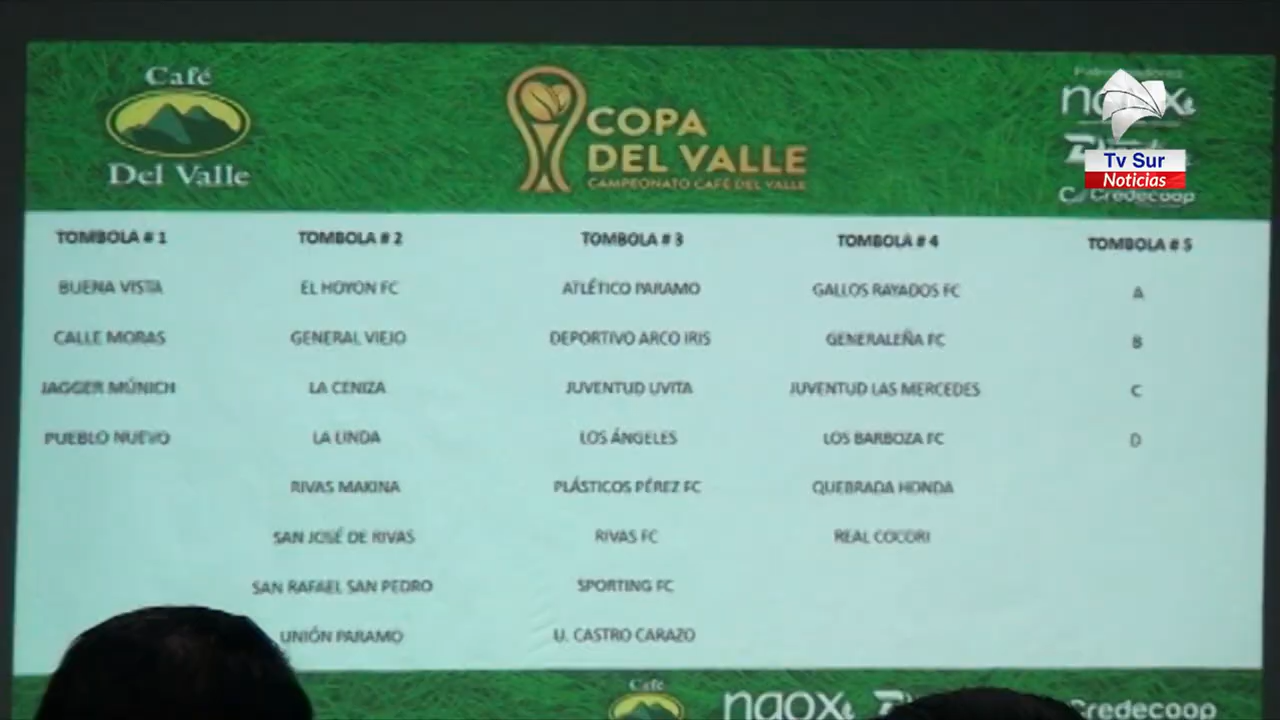 Café
Del Valle
COPA
DEL VALLE
CAMPEONATO CAFÉ DEL VALLE
Tv Sur
Noticias
Credecoop
TOMBOLA # 1 TOMBOLA # 2 TOMBOLA # 3 TOMBOLA # 4 TOMBOLA # 5
BUENA VISTA EL HOYON FC ATLÉTICO PARAMO GALLOS RAYADOS FC A
CALLE MORAS GENERAL VIEJO DEPORTIVO ARCO IRIS GENERALEÑA FC B
JAGGER MÚNICH LA CENIZA JUVENTUD UVITA JUVENTUD LAS MERCEDES C
PUEBLO NUEVO LA LINDA LOS ÁNGELES LOS BARBOZA FC D
RIVAS MAKINA PLÁSTICOS PÉREZ FC QUEBRADA HONDA
SAN JOSÉ DE RIVAS RIVAS FC REAL COCORI
SAN RAFAEL SAN PEDRO SPORTING FC
UNIÓN PARAMO U. CASTRO CARAZO
Café naox Credecoop